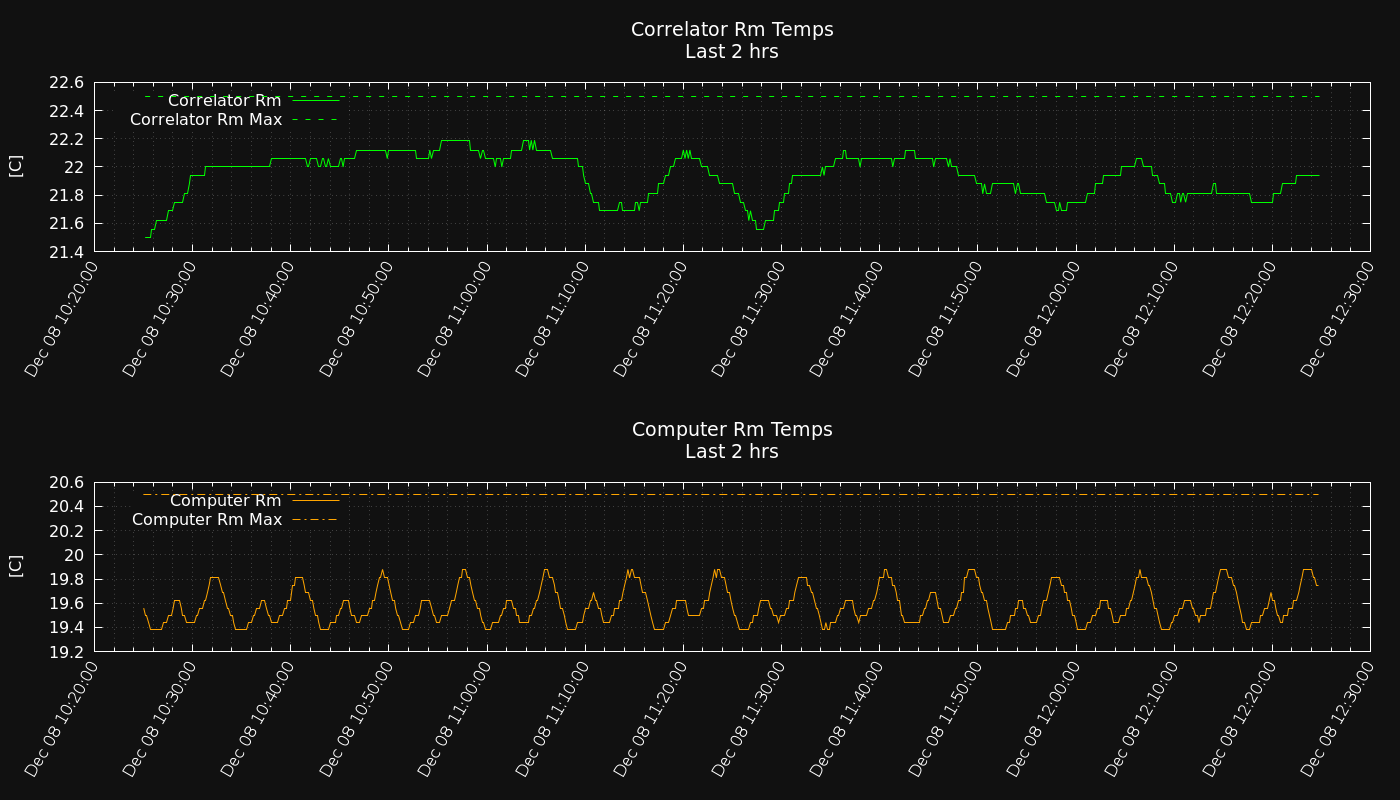 Correlator Rm Temps
Last 2 hrs
22.6
22.4
22.2
22
21.8
21.6
21.4
[C]
Correlator Rm
Correlator Rm Max
Dec 08 10:20:00
Dec 08 10:30:00
Dec 08 10:40:00
Dec 08 10:50:00
Dec 08 11:00:00
Dec 08 11:10:00
Dec 08 11:20:00
Dec 08 11:30:00
Dec 08 11:40:00
Dec 08 11:50:00
Dec 08 12:00:00
Dec 08 12:10:00
Dec 08 12:20:00
Dec 08 12:30:00
Computer Rm Temps
Last 2 hrs
20.6
20.4
20.2
20
19.8
19.6
19.4
19.2
[C]
Computer Rm
Computer Rm Max
Dec 08 10:20:00
Dec 08 10:30:00
Dec 08 10:40:00
Dec 08 10:50:00
Dec 08 11:00:00
Dec 08 11:10:00
Dec 08 11:20:00
Dec 08 11:30:00
Dec 08 11:40:00
Dec 08 11:50:00
Dec 08 12:00:00
Dec 08 12:10:00
Dec 08 12:20:00
Dec 08 12:30:00